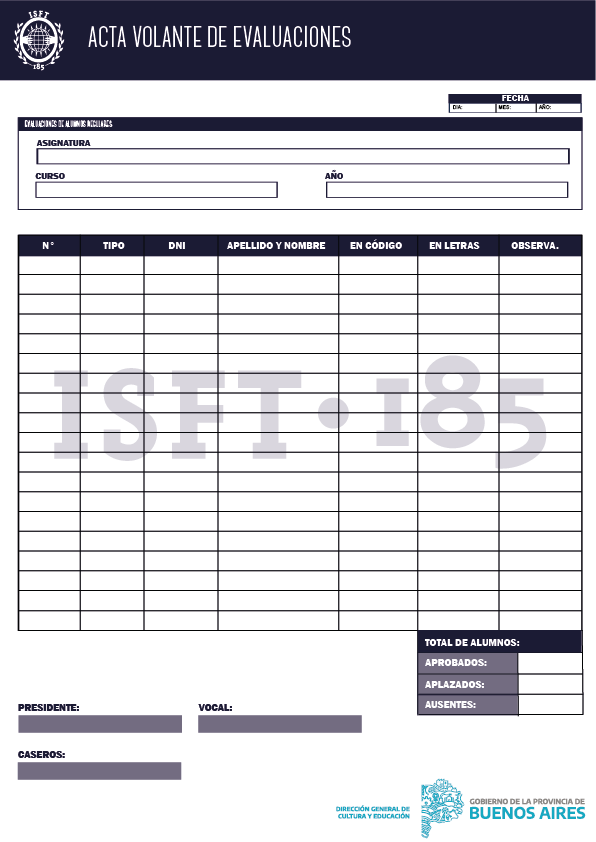 ISFT
185
ACTA VOLANTE DE EVALUACIONES
FECHA
DIA: MES: AÑO:
EVALUACIONES DE ALUMNOS REGULARES
ASIGNATURA
CURSO AÑO
N° TIPO DNI APELLIDO Y NOMBRE EN CÓDIGO EN LETRAS OBSERVA.
ISFT • 185
TOTAL DE ALUMNOS:
APROBADOS:
APLAZADOS:
AUSENTES:
PRESIDENTE: VOCAL:
CASEROS:
DIRECCIÓN GENERAL DE
CULTURA Y EDUCACIÓN
GOBIERNO DE LA PROVINCIA DE
BUENOS AIRES